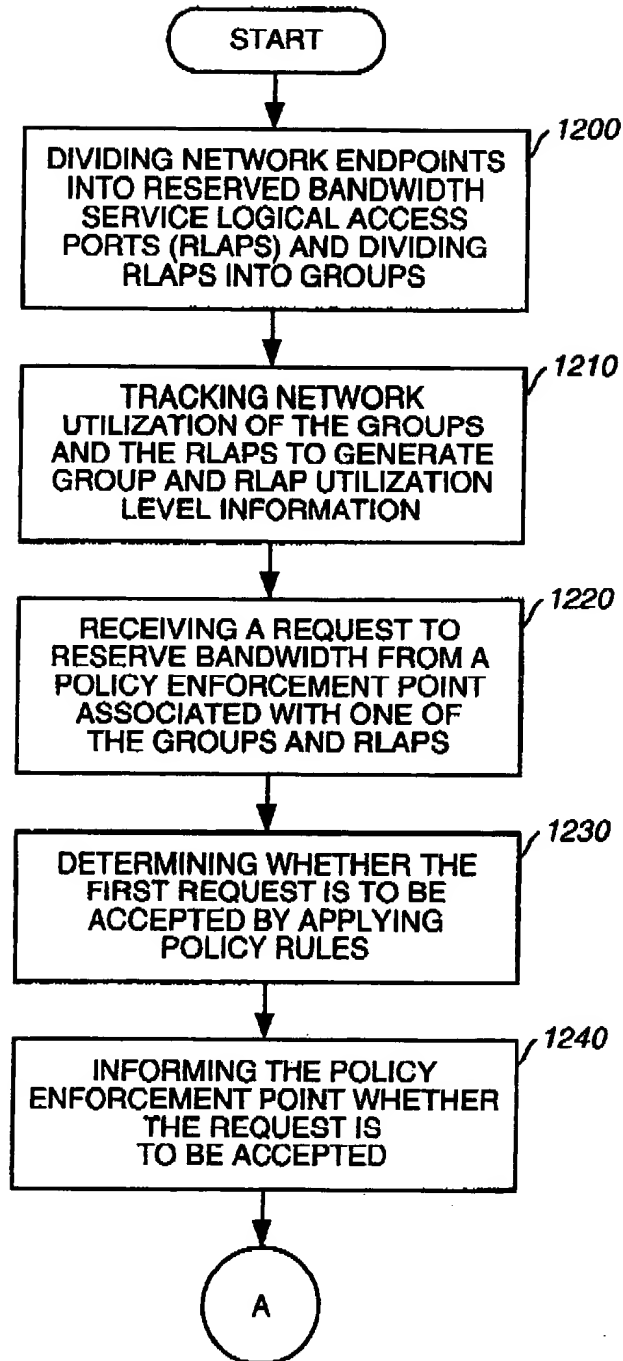 START
1200
DIVIDING NETWORK ENDPOINTS
INTO RESERVED BANDWIDTH
SERVICE LOGICAL ACCESS
PORTS (RLAPS) AND DIVIDING
RLAPS INTO GROUPS
1210
TRACKING NETWORK
UTILIZATION OF THE GROUPS
AND THE RLAPS TO GENERATE
GROUP AND RLAP UTILIZATION
LEVEL INFORMATION
1220
RECEIVING A REQUEST TO
RESERVE BANDWIDTH FROM A
POLICY ENFORCEMENT POINT
ASSOCIATED WITH ONE OF
THE GROUPS AND RLAPS
1230
DETERMINING WHETHER THE
FIRST REQUEST IS TO BE
ACCEPTED BY APPLYING
POLICY RULES
1240
INFORMING THE POLICY
ENFORCEMENT POINT WHETHER
THE REQUEST IS
TO BE ACCEPTED
A